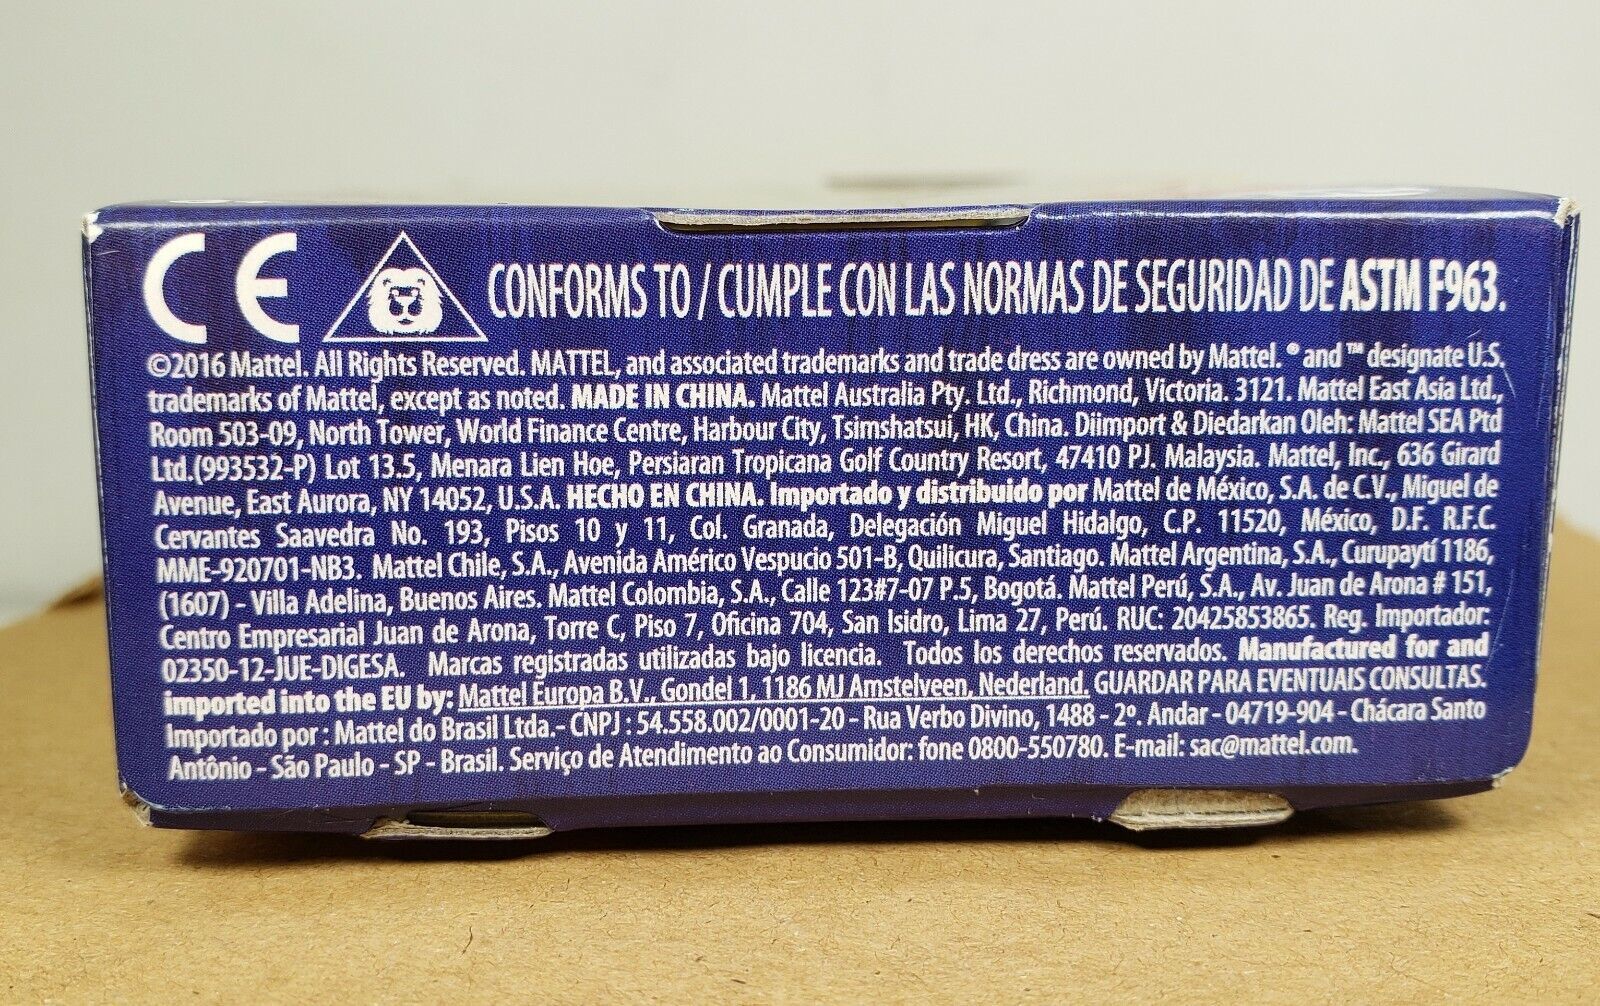 CE CONFORMS TO / CUMPLE CON LAS NORMAS DE SEGURIDAD DE ASTM F963.
©2016 Mattel. All Rights Reserved. MATTEL, and associated trademarks and trade dress are owned by Mattel. ® and ™ designate U.S.
trademarks of Mattel, except as noted. MADE IN CHINA. Mattel Australia Pty. Ltd., Richmond, Victoria. 3121. Mattel East Asia Ltd.,
Room 503-09, North Tower, World Finance Centre, Harbour City, Tsimshatsui, HK, China. Diimport & Diedarkan Oleh: Mattel SEA Ptd
Ltd.(993532-P) Lot 13.5, Menara Lien Hoe, Persiaran Tropicana Golf Country Resort, 47410 PJ. Malaysia. Mattel, Inc., 636 Girard
Avenue, East Aurora, NY 14052, U.S.A. HECHO EN CHINA. Importado y distribuido por Mattel de México, S.A. de C.V., Miguel de
Cervantes Saavedra No. 193, Pisos 10 y 11, Col. Granada, Delegación Miguel Hidalgo, C.P. 11520, México, D.F. R.F.C.
MME-920701-NB3. Mattel Chile, S.A., Avenida Américo Vespucio 501-B, Quilicura, Santiago. Mattel Argentina, S.A., Curupaytí 1186,
(1607) - Villa Adelina, Buenos Aires. Mattel Colombia, S.A., Calle 123#7-07 P.5, Bogotá. Mattel Perú, S.A., Av. Juan de Arona # 151,
Centro Empresarial Juan de Arona, Torre C, Piso 7, Oficina 704, San Isidro, Lima 27, Perú. RUC: 20425853865. Reg. Importador:
02350-12-JUE-DIGESA. Marcas registradas utilizadas bajo licencia. Todos los derechos reservados. Manufactured for and
imported into the EU by: Mattel Europa B.V., Gondel 1, 1186 MJ Amstelveen, Nederland. GUARDAR PARA EVENTUAIS CONSULTAS.
Importado por : Mattel do Brasil Ltda.- CNPJ : 54.558.002/0001-20 - Rua Verbo Divino, 1488 - 2º. Andar - 04719-904 - Chácara Santo
Antônio - São Paulo - SP - Brasil. Serviço de Atendimento ao Consumidor: fone 0800-550780. E-mail: sac@mattel.com.